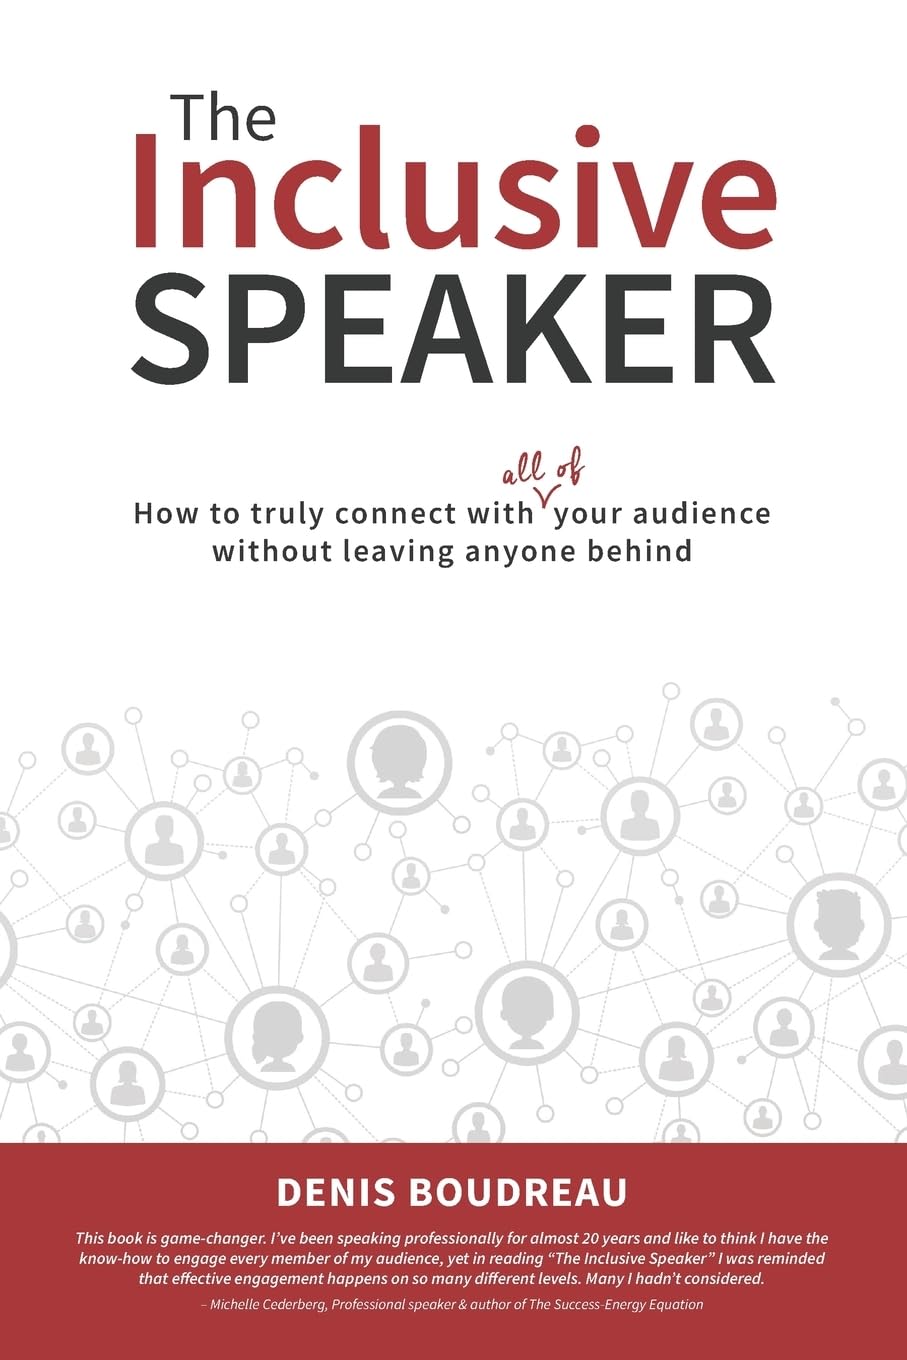 The
Inclusive
SPEAKER
all of
How to truly connect with your audience
without leaving anyone behind
DENIS BOUDREAU
This book is game-changer. I’ve been speaking professionally for almost 20 years and like to think I have the
know-how to engage every member of my audience, yet in reading “The Inclusive Speaker” I was reminded
that effective engagement happens on so many different levels. Many I hadn’t considered.
– Michelle Cederberg, Professional speaker & author of The Success-Energy Equation